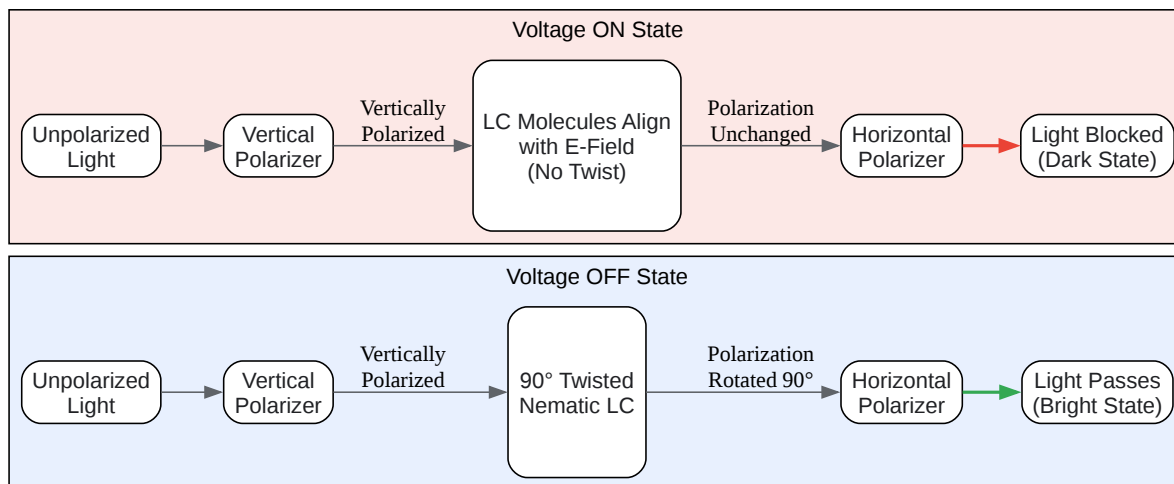 Voltage ON State
Unpolarized
Light
Vertical
Polarizer
Vertically
Polarized
LC Molecules Align
with E-Field
(No Twist)
Polarization
Unchanged
Horizontal
Polarizer
Light Blocked
(Dark State)
Voltage OFF State
Unpolarized
Light
Vertical
Polarizer
Vertically
Polarized
90° Twisted
Nematic LC
Polarization
Rotated 90°
Horizontal
Polarizer
Light Passes
(Bright State)